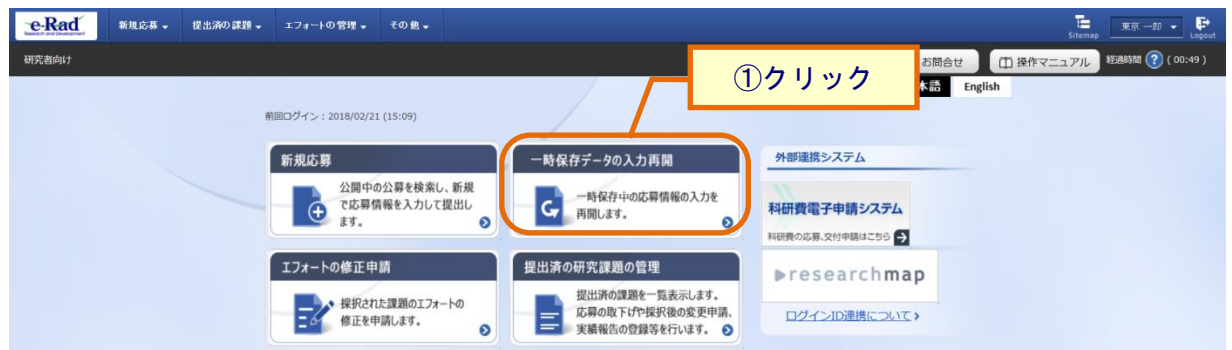 e-Rad
新規応募
提出済の課題
エフォートの管理
その他
Sitemap
東京 一郎
Logout
研究者向け
①クリック
お問合せ
操作マニュアル
経過時間 ? ( 00:49 )
本語
English
前回ログイン：2018/02/21 (15:09)
新規応募
公開中の公募を検索し、新規
で応募情報を入力して提出し
ます。
一時保存データの入力再開
一時保存中の応募情報の入力を
再開します。
外部連携システム
科研費電子申請システム
科研費の応募、交付申請はこちら
エフォートの修正申請
採択された課題のエフォートの
修正を申請します。
提出済の研究課題の管理
提出済の課題を一覧表示します。
応募の取下げや採択後の変更申請、
実績報告の登録等を行います。
researchmap
ログインID連携について